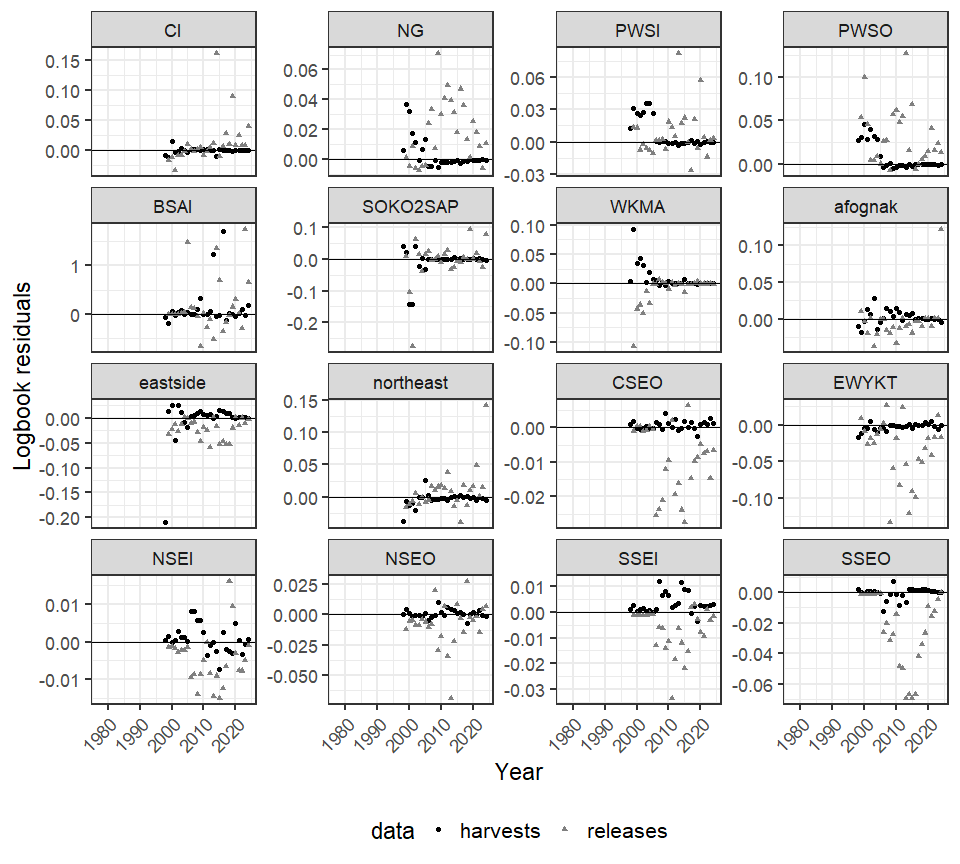 CI NG PWSI PWSO
0.15 0.10 0.05 0.00
0.06 0.04 0.02 0.00
0.06 0.03 0.00 -0.03
0.10 0.05 0.00
BSAI SOKO2SAP WKMA afognak
1 0
0.1 0.0 -0.1 -0.2
0.10 0.05 0.00 -0.05 -0.10
0.10 0.05 0.00
eastside northeast CSEO EWYKT
0.00 -0.05 -0.10 -0.15 -0.20
0.15 0.10 0.05 0.00
0.00 -0.01 -0.02
0.00 -0.05 -0.10
NSEI NSEO SSEI SSEO
0.01 0.00 -0.01
0.025 0.000 -0.025 -0.050
0.01 0.00 -0.01 -0.02 -0.03
0.00 -0.02 -0.04 -0.06
1980 1990 2000 2010 2020 1980 1990 2000 2010 2020 1980 1990 2000 2010 2020 1980 1990 2000 2010 2020
Logbook residuals
Year
data harvests releases